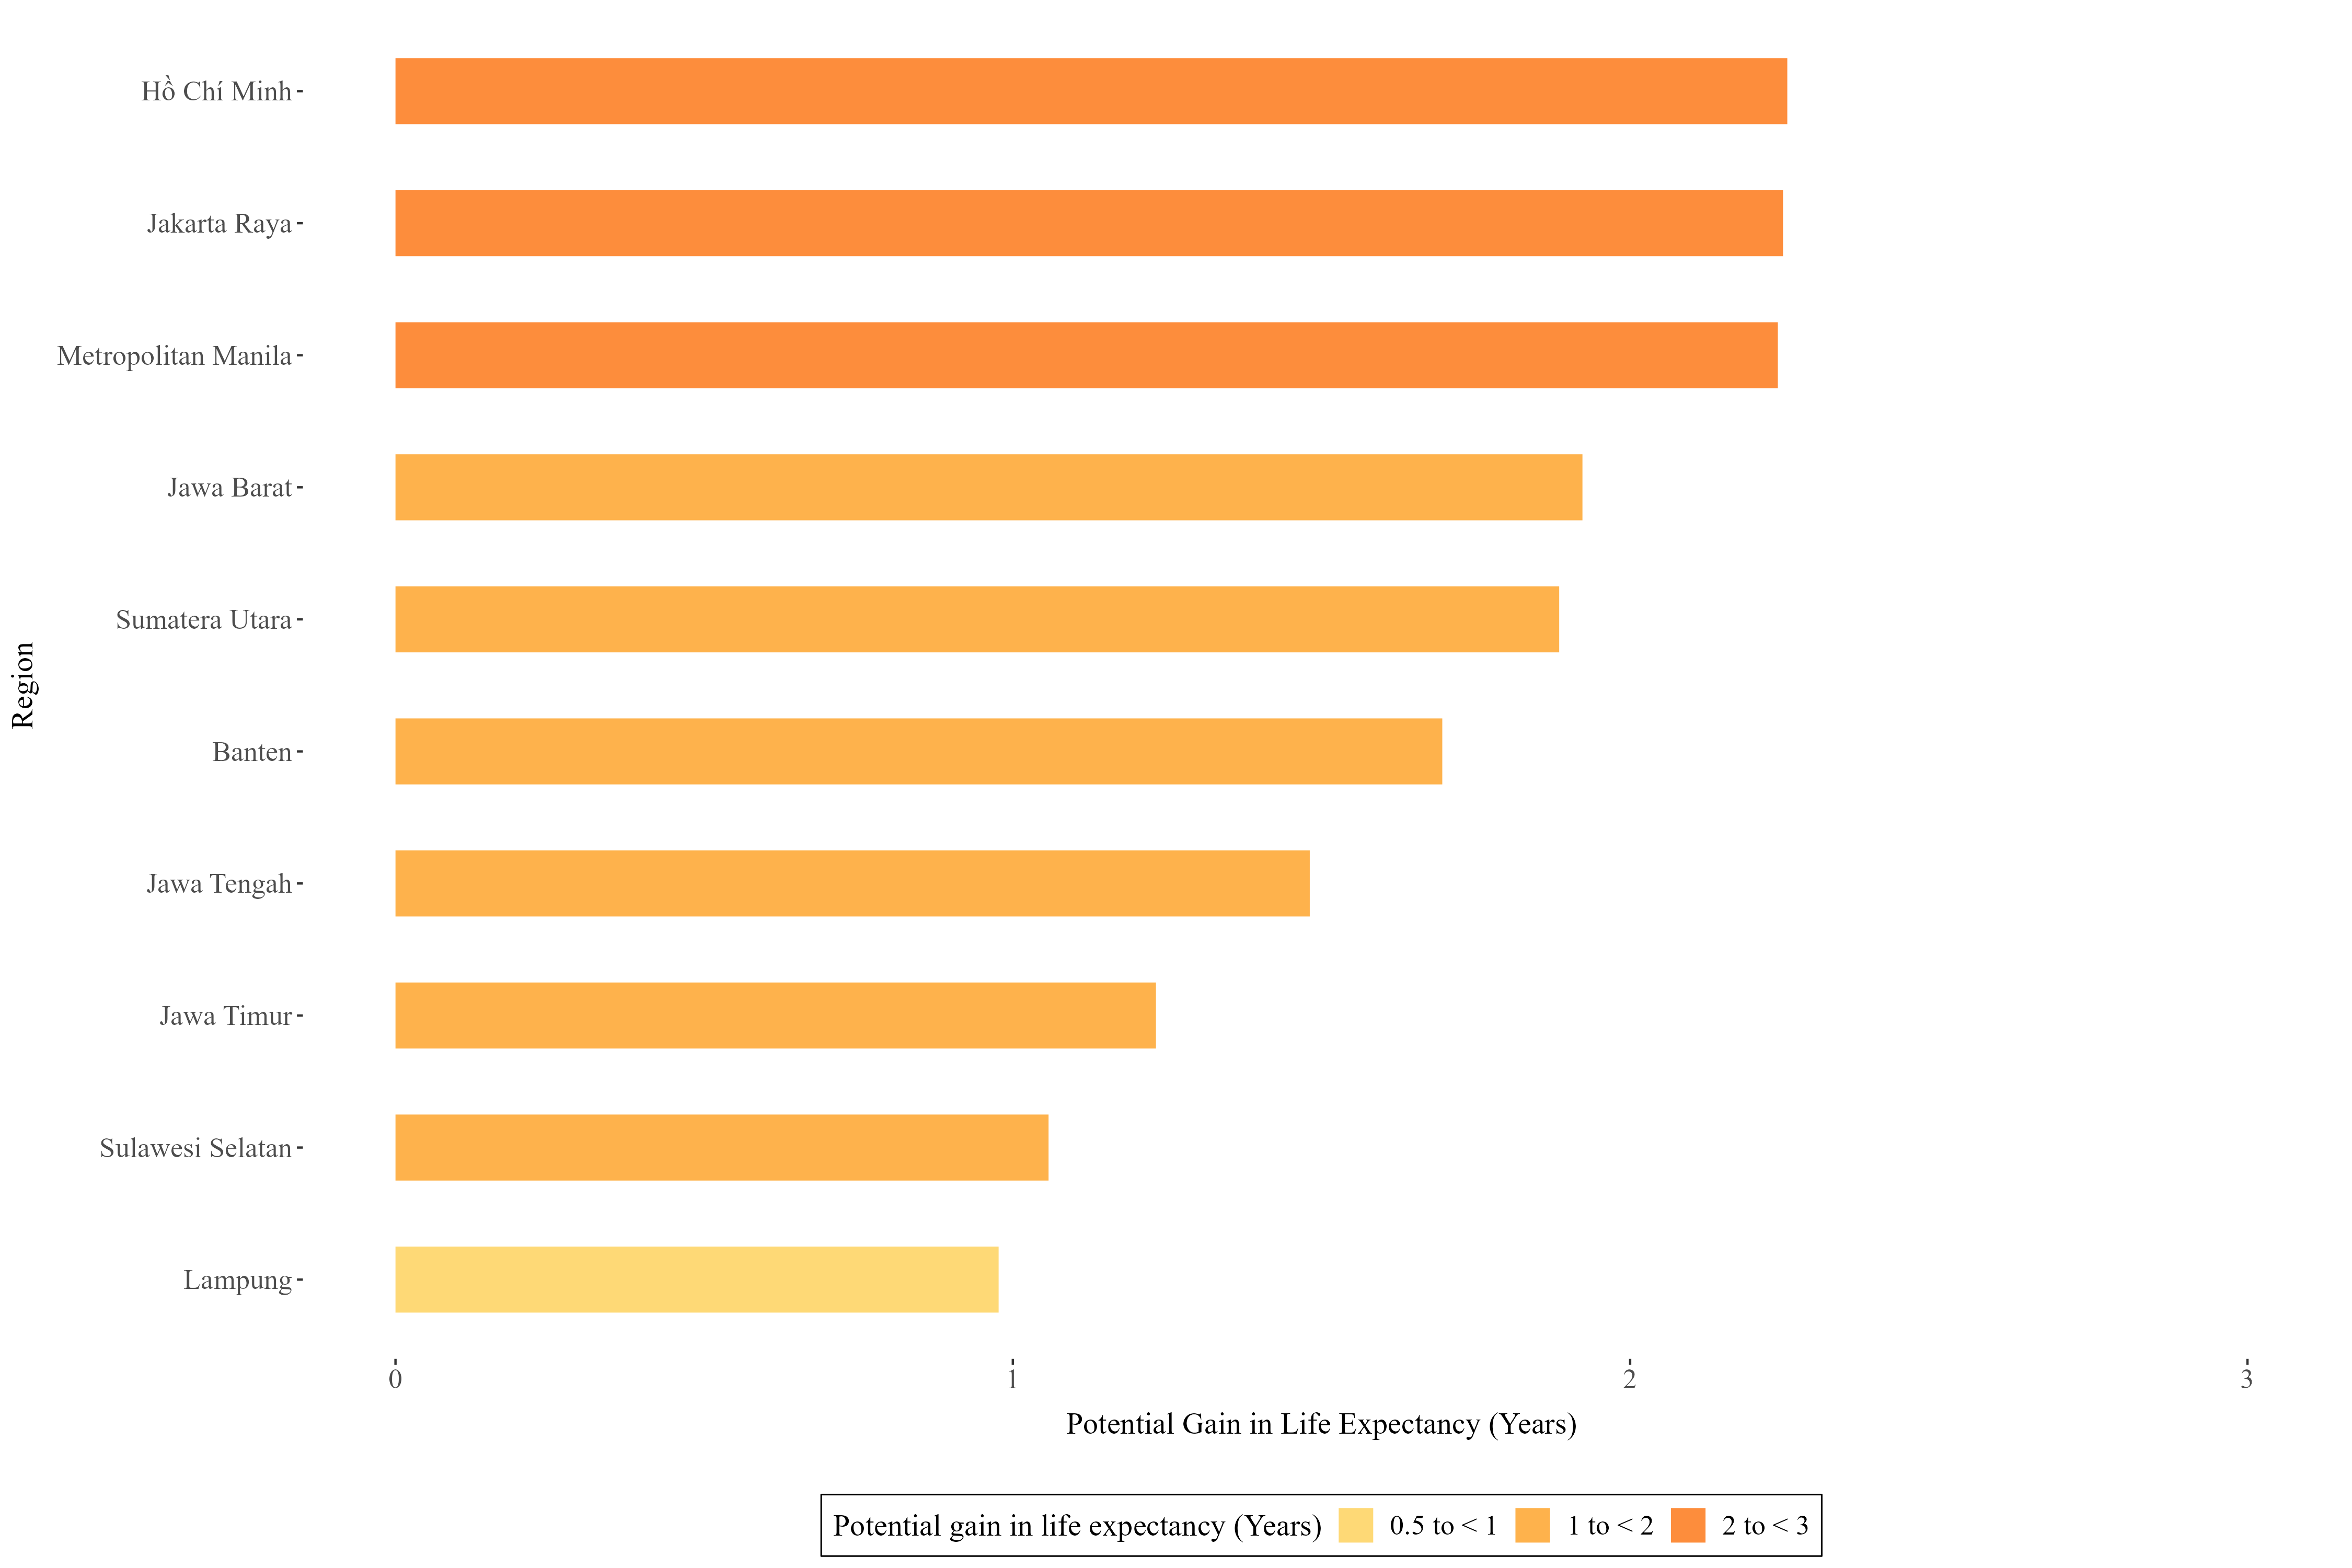 Hồ Chí Minh
Jakarta Raya
Metropolitan Manila
Jawa Barat
Sumatera Utara
Banten
Jawa Tengah
Jawa Timur
Sulawesi Selatan
Lampung
Region
0 1 2 3
Potential Gain in Life Expectancy (Years)
Potential gain in life expectancy (Years) 0.5 to < 1 1 to < 2 2 to < 3